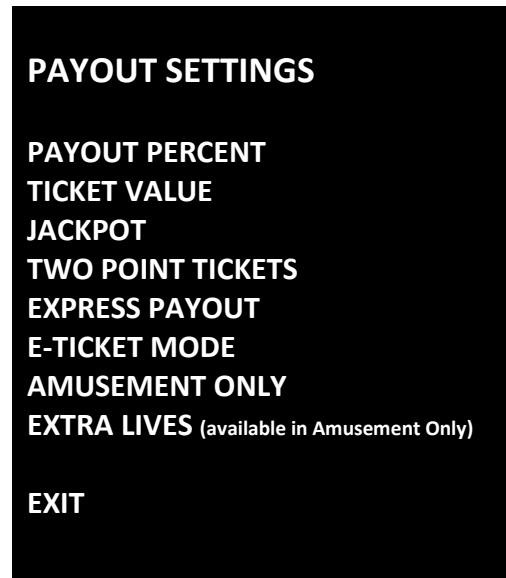 PAYOUT SETTINGS
PAYOUT PERCENT
TICKET VALUE
JACKPOT
TWO POINT TICKETS
EXPRESS PAYOUT
E-TICKET MODE
AMUSEMENT ONLY
EXTRA LIVES (available in Amusement Only)
EXIT